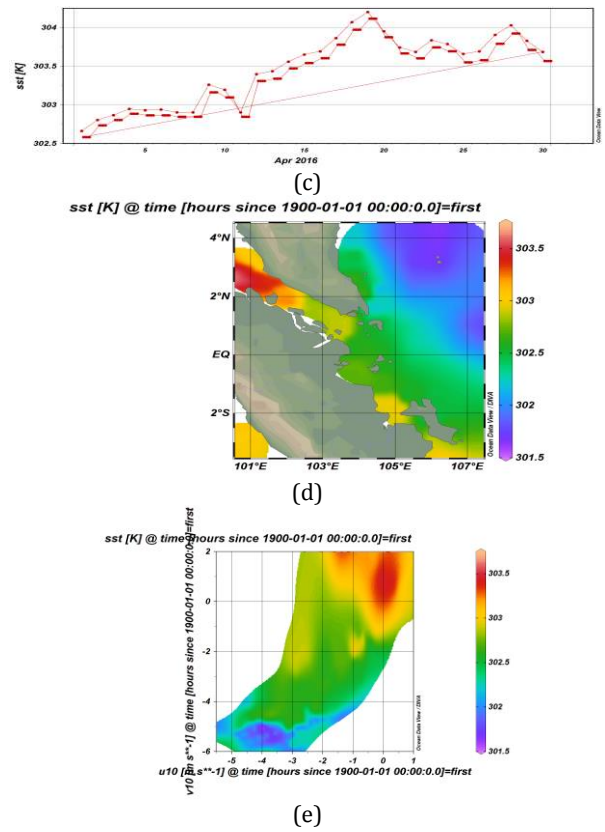 sst [K]
304
303.5
303
302.5
5
10
15
20
25
30
Apr 2016
Ocean Data View
(c)
sst [K] @ time [hours since 1900-01-01 00:00:0.0]=first
4°N
2°N
EQ
2°S
101°E
103°E
105°E
107°E
303.5
303
302.5
302
301.5
Ocean Data View / DIVA
(d)
sst [K] @ time [hours since 1900-01-01 00:00:0.0]=first
v10 [m s**-1] @ time [hours since 1900-01-01 00:00:0.0]=first
2
0
-2
-4
-6
-5
-4
-3
-2
-1
0
1
u10 [m s**-1] @ time [hours since 1900-01-01 00:00:0.0]=first
303.5
303
302.5
302
301.5
Ocean Data View / DIVA
(e)